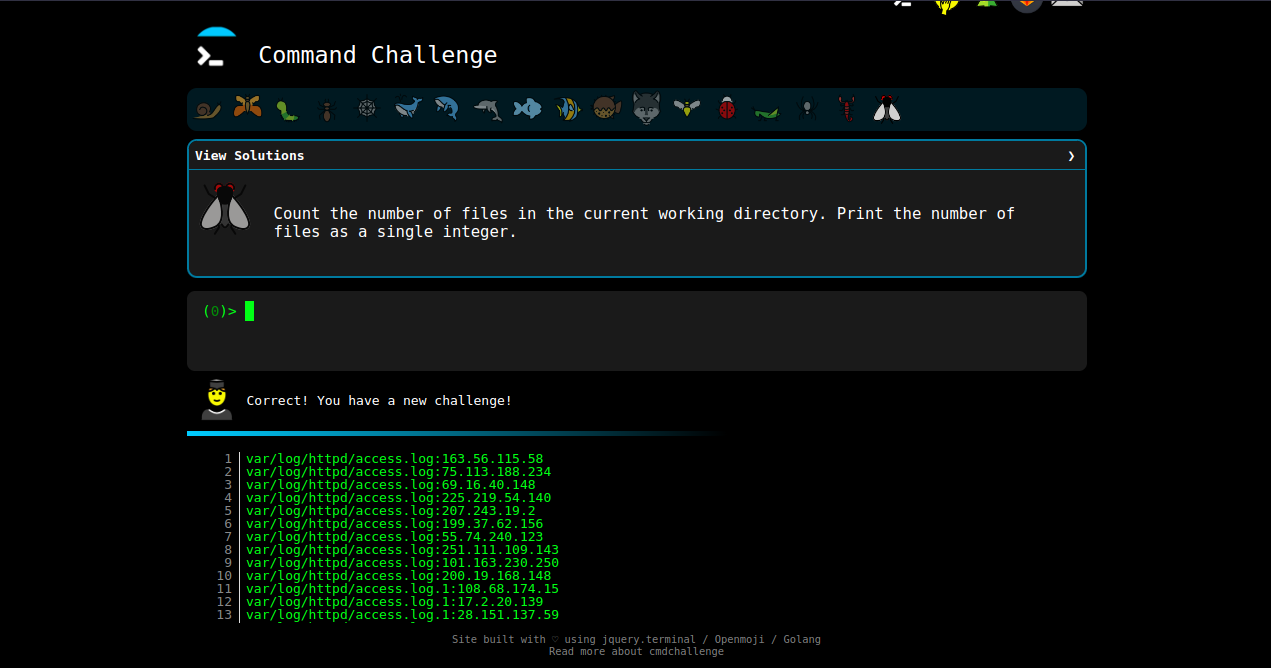 Command Challenge
View Solutions ❯
Count the number of files in the current working directory. Print the number of
files as a single integer.
(0)>
Correct! You have a new challenge!
1 var/log/httpd/access.log:163.56.115.58
2 var/log/httpd/access.log:75.113.188.234
3 var/log/httpd/access.log:69.16.40.148
4 var/log/httpd/access.log:225.219.54.140
5 var/log/httpd/access.log:207.243.19.2
6 var/log/httpd/access.log:199.37.62.156
7 var/log/httpd/access.log:55.74.240.123
8 var/log/httpd/access.log:251.111.109.143
9 var/log/httpd/access.log:101.163.230.250
10 var/log/httpd/access.log:200.19.168.148
11 var/log/httpd/access.log.1:108.68.174.15
12 var/log/httpd/access.log.1:17.2.20.139
13 var/log/httpd/access.log.1:28.151.137.59
Site built with ♡ using jquery.terminal / Openmoji / Golang
Read more about cmdchallenge